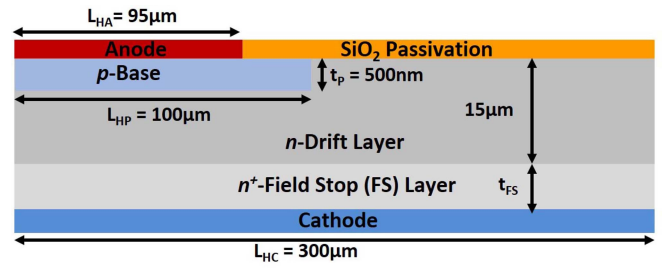 L_HA = 95μm
Anode
SiO₂ Passivation
p-Base
t_P = 500nm
L_HP = 100μm
15μm
n-Drift Layer
n⁺-Field Stop (FS) Layer
t_FS
Cathode
L_HC = 300μm